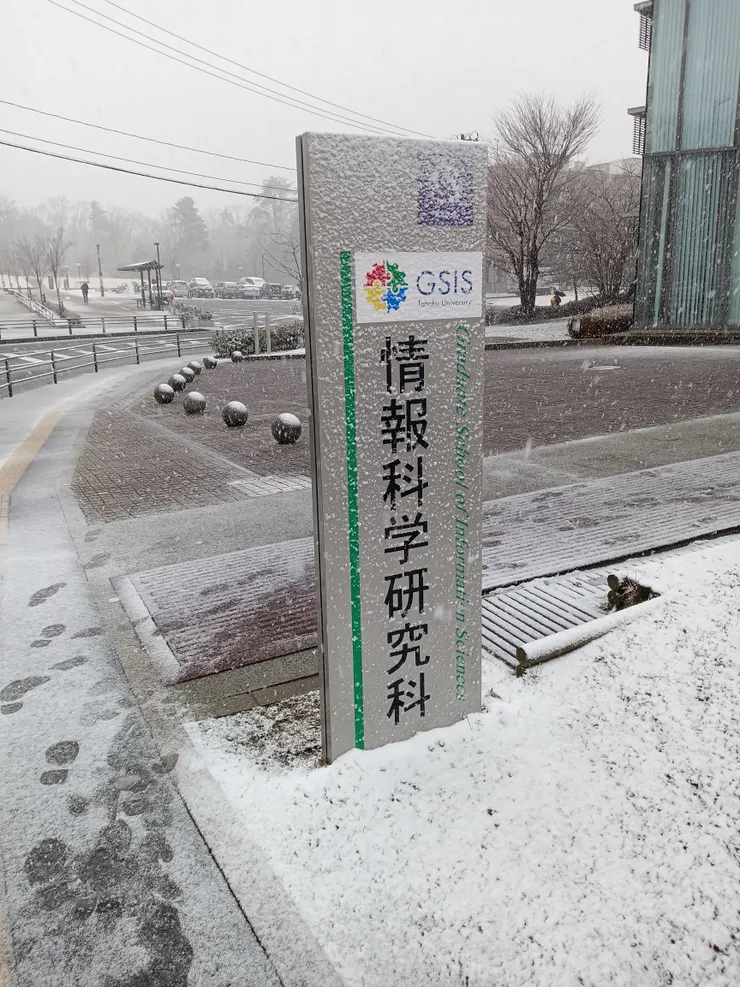 GSIS
Tohoku University
情報科学研究科
Graduate School of Information Sciences